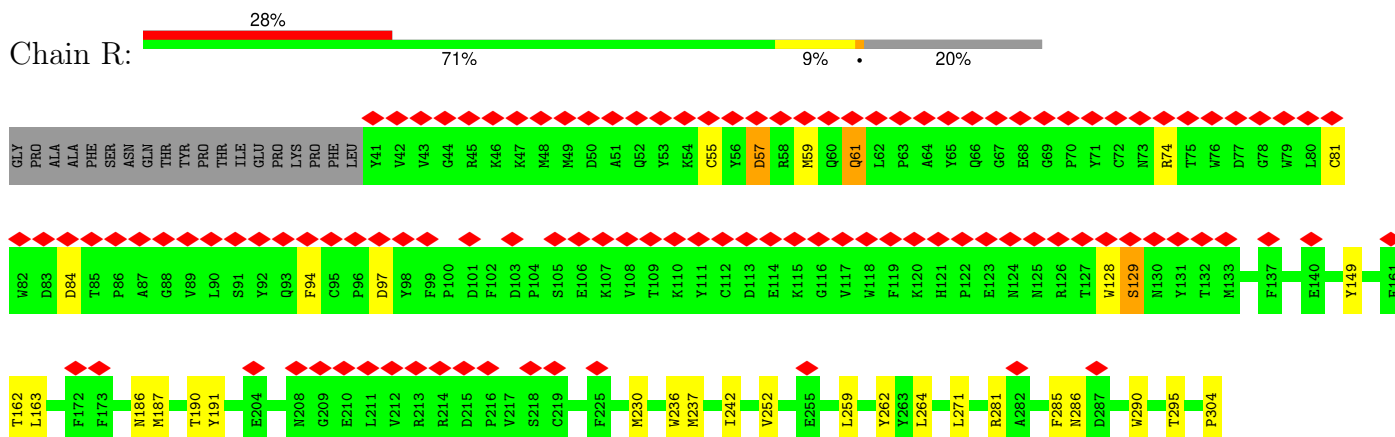 28%
Chain R:
71% 9% • 20%
GLY PRO ALA ALA PHE SER ASN GLN THR TYR PRO THR ILE GLU PRO LYS PRO PHE LEU Y41 V42 V43 G44 R45 K46 K47 M48 M49 D50 A51 Q52 Y53 K54 C55 Y56 D57 R58 M59 Q60 Q61 L62 P63 A64 Y65 Q66 G67 E68 G69 P70 Y71 C72 N73 R74 T75 W76 D77 G78 W79 L80 C81
W82 D83 D84 T85 P86 A87 G88 V89 L90 S91 Y92 Q93 F94 C95 P96 D97 Y98 F99 P100 D101 F102 D103 P104 S105 E106 K107 V108 T109 K110 Y111 C112 D113 E114 K115 G116 V117 W118 F119 K120 H121 P122 E123 N124 N125 R126 T127 W128 S129 N130 Y131 T132 M133 F137 E140 Y149
T162 L163 F172 F173 N186 M187 T190 Y191 E204 N208 G209 E210 L211 V212 R213 R214 D215 P216 V217 S218 C219 F225 M230 W236 M237 I242 V252 E255 L259 Y262 Y263 L264 L271 R281 A282 F285 N286 D287 W290 T295 P304